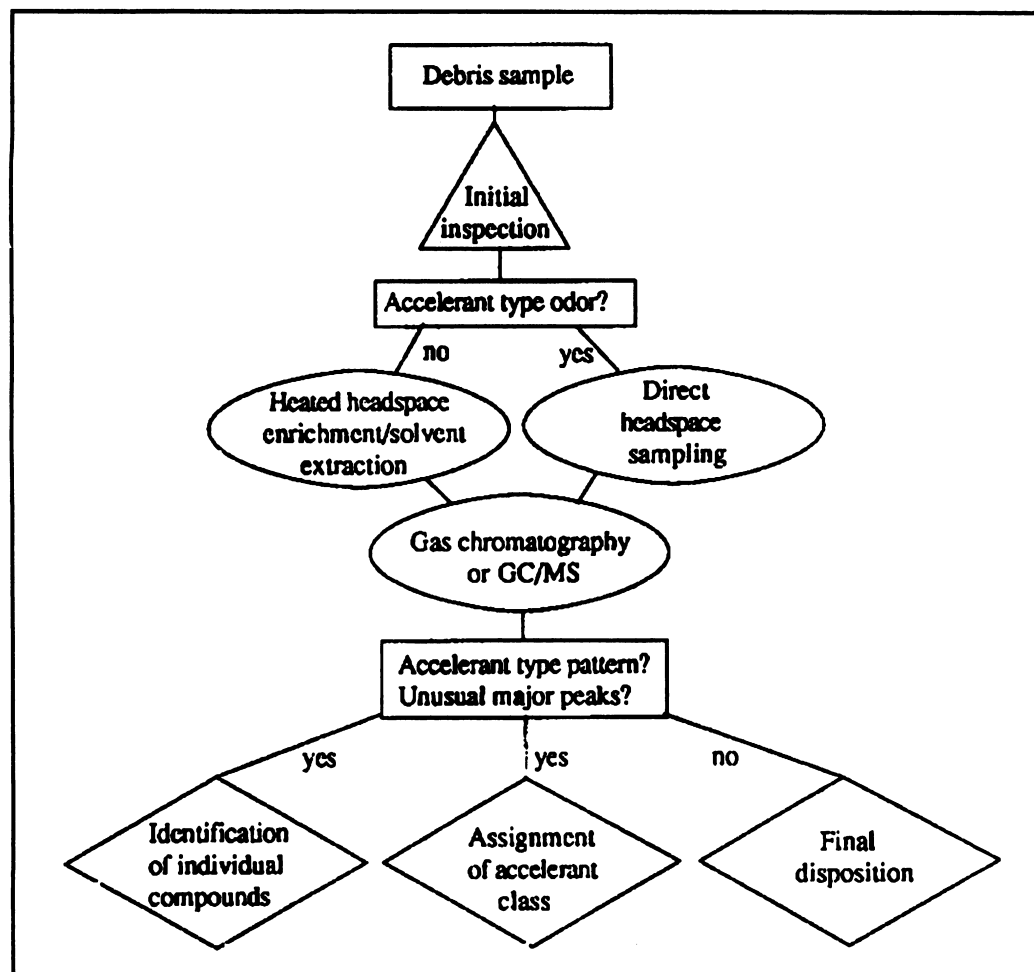 Debris sample
Initial
inspection
Accelerant type odor?
no
yes
Heated headspace
enrichment/solvent
extraction
Direct
headspace
sampling
Gas chromatography
or GC/MS
Accelerant type pattern?
Unusual major peaks?
yes
yes
no
Identification
of individual
compounds
Assignment
of accelerant
class
Final
disposition